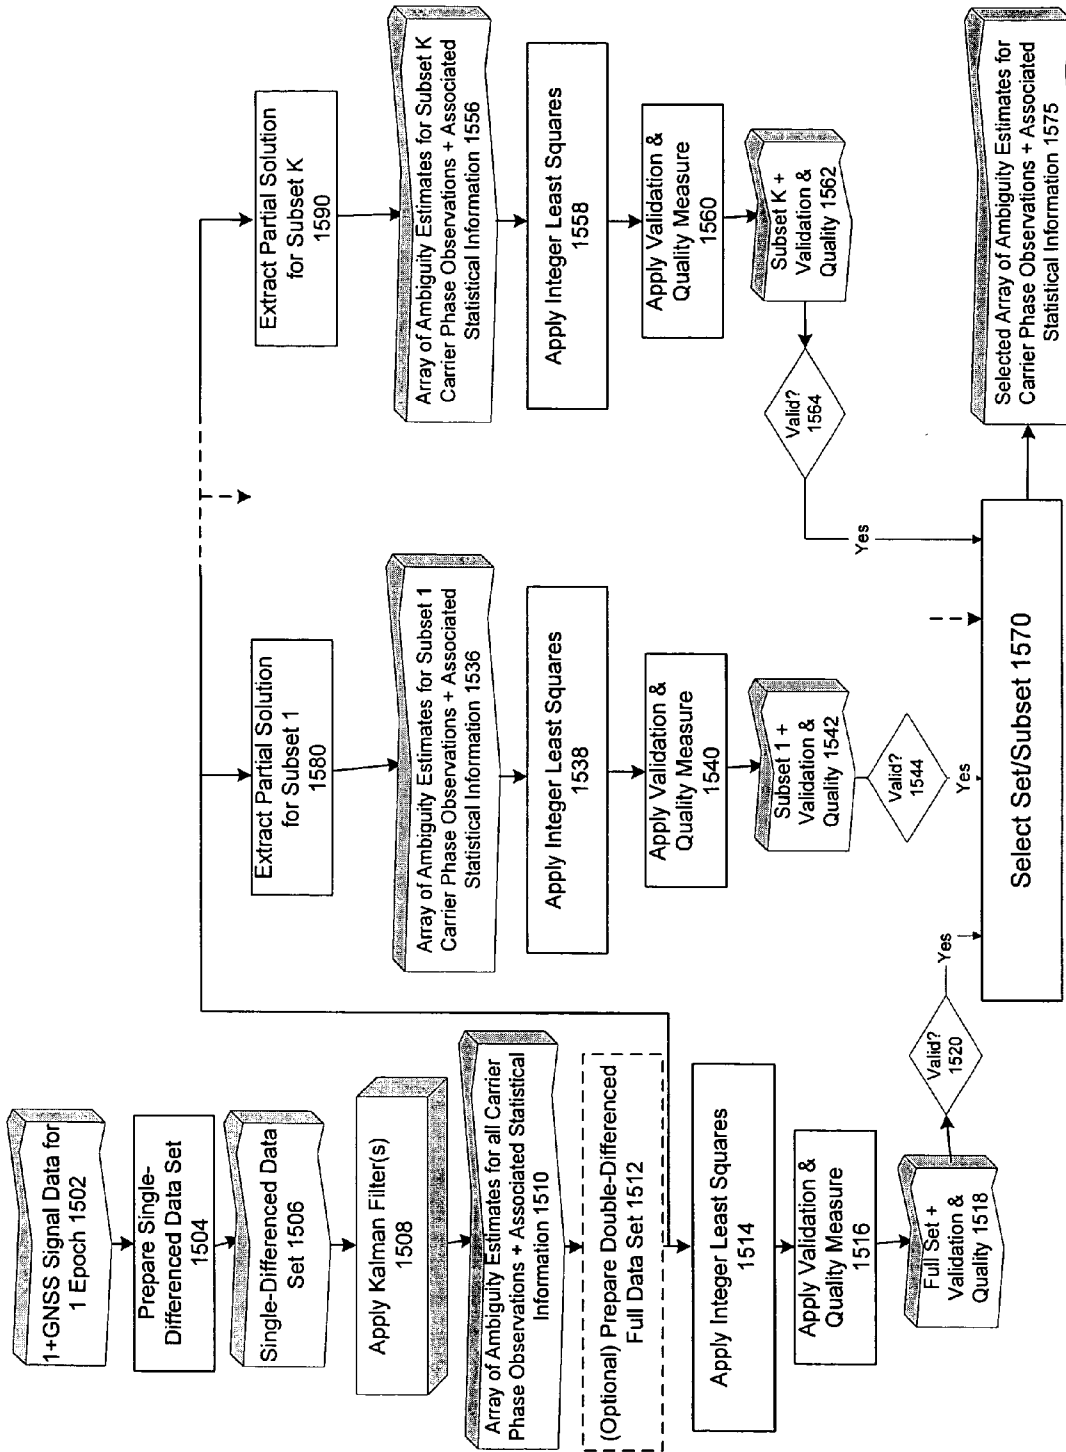 1+GNSS Signal Data for
1 Epoch 1502
Prepare Single-
Differenced Data Set
1504
Single-Differenced Data
Set 1506
Apply Kalman Filter(s)
1508
Array of Ambiguity Estimates for all Carrier
Phase Observations + Associated Statistical
Information 1510
(Optional) Prepare Double-Differenced
Full Data Set 1512
Apply Integer Least Squares
1514
Apply Validation &
Quality Measure
1516
Full Set +
Validation &
Quality 1518
Valid?
1520
Yes
Extract Partial Solution
for Subset 1
1580
Array of Ambiguity Estimates for Subset 1
Carrier Phase Observations + Associated
Statistical Information 1536
Apply Integer Least Squares
1538
Apply Validation &
Quality Measure
1540
Subset 1 +
Validation &
Quality 1542
Valid?
1544
Yes
Extract Partial Solution
for Subset K
1590
Array of Ambiguity Estimates for Subset K
Carrier Phase Observations + Associated
Statistical Information 1556
Apply Integer Least Squares
1558
Apply Validation &
Quality Measure
1560
Subset K +
Validation &
Quality 1562
Valid?
1564
Yes
Select Set/Subset 1570
Selected Array of Ambiguity Estimates for
Carrier Phase Observations + Associated
Statistical Information 1575